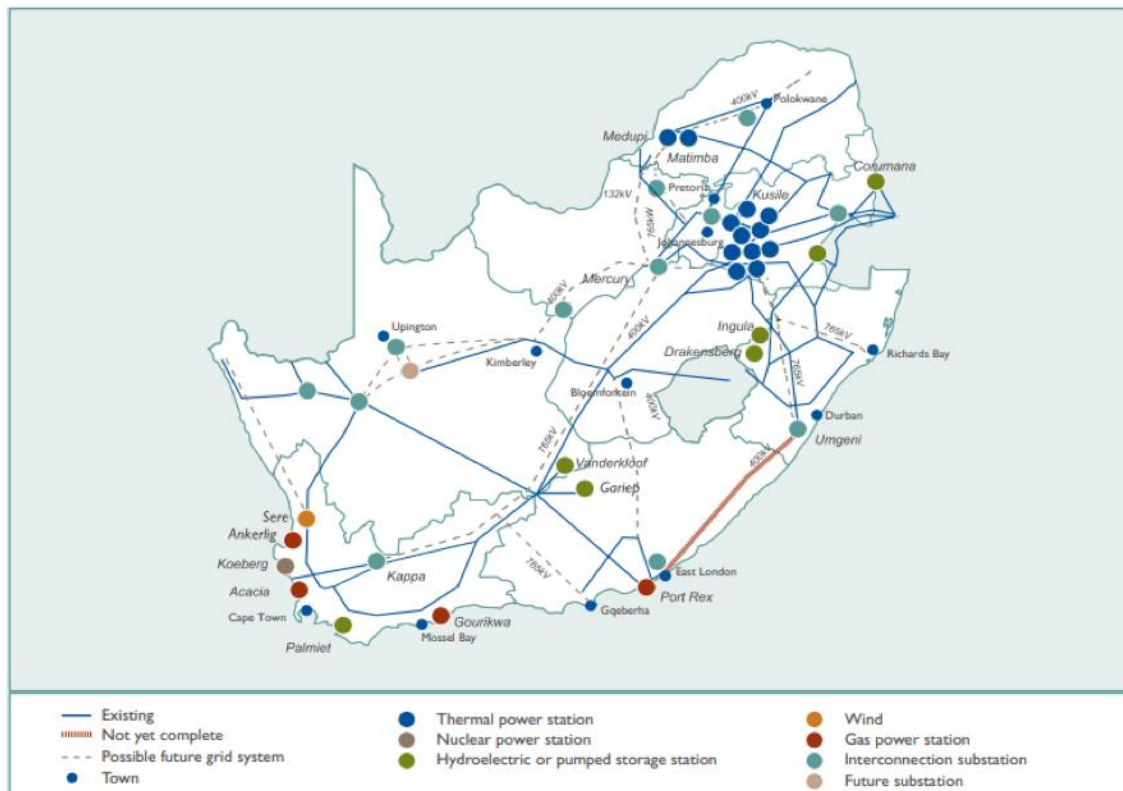 400kV
Polokwane
Medupi
Matimba
Corumana
Pretoria
Kusile
132kV
765kW
Johannesburg
Mercury
400kV
400kV
Upington
Ingula
765kV
Kimberley
Drakensberg
Richards Bay
765kV
Bloemfontein
400kV
Durban
Umgeni
765kV
400kV
Vanderkloof
Gariep
Sere
Ankerlig
Koeberg
Kappa
765kV
East London
Acacia
Port Rex
Cape Town
Gqeberha
Gourikwa
Mossel Bay
Palmiet
Existing
Not yet complete
Possible future grid system
Town
Thermal power station
Nuclear power station
Hydroelectric or pumped storage station
Wind
Gas power station
Interconnection substation
Future substation